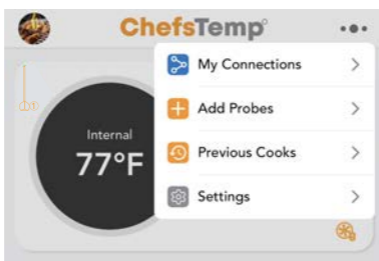 ChefsTemp
My Connections
Add Probes
Internal
77°F
Previous Cooks
Settings